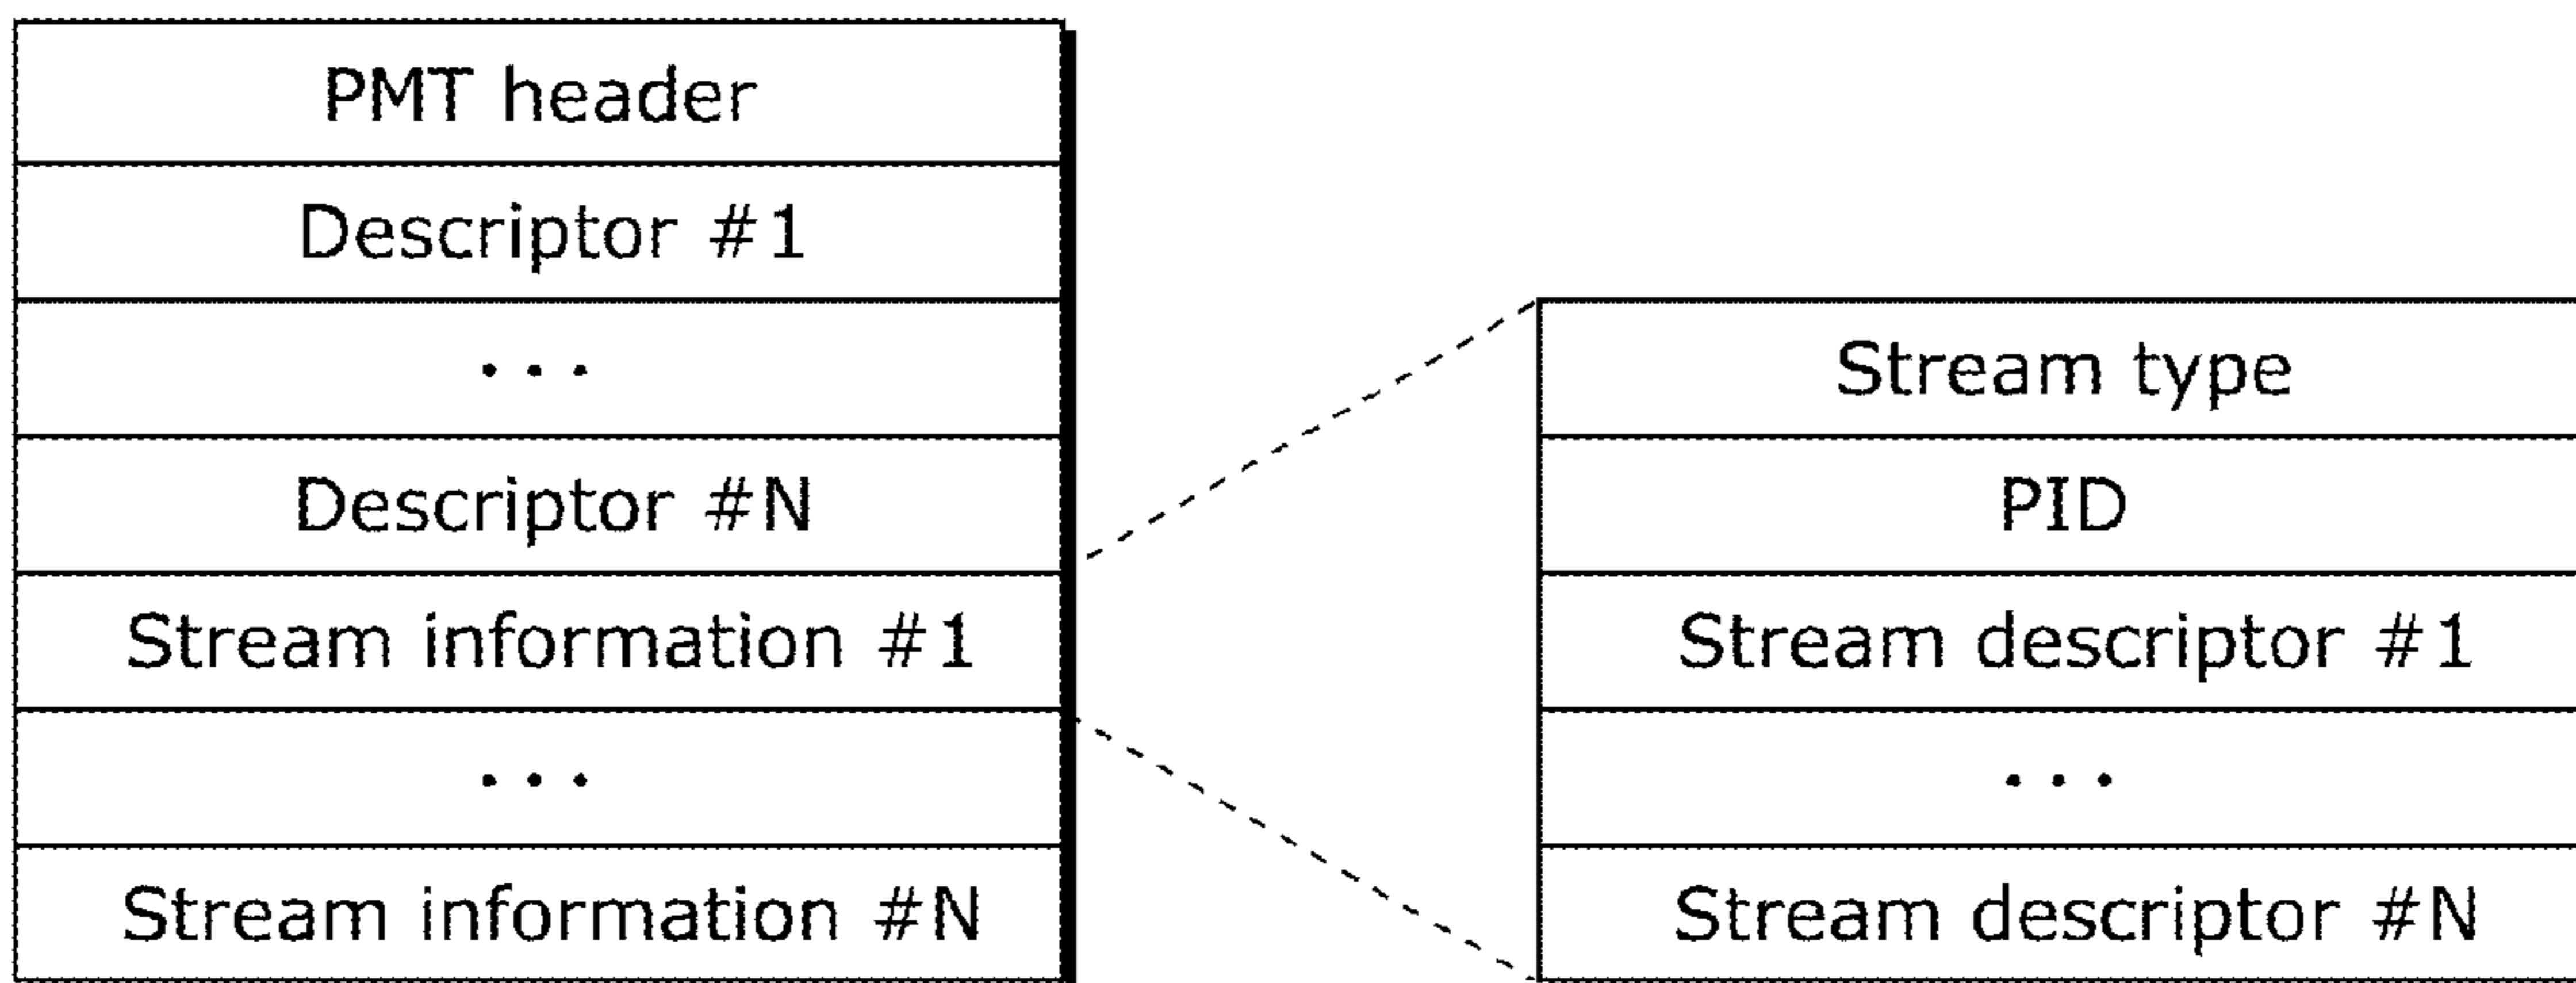 PMT header
Descriptor #1
...
Descriptor #N
Stream information #1
...
Stream information #N
Stream type
PID
Stream descriptor #1
...
Stream descriptor #N